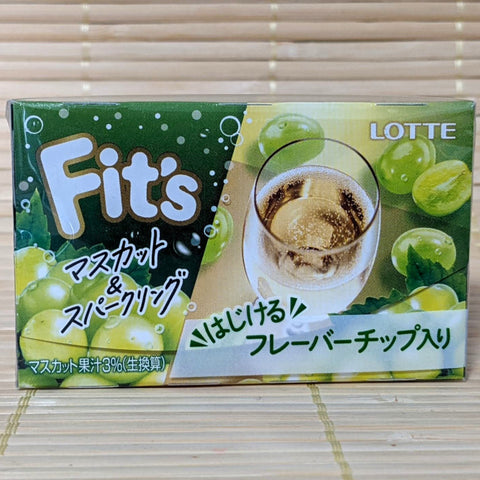 LOTTE
Fit's
マスカット
&
スパークリング
はじける
フレーバーチップ入り
マスカット果汁3%(生換算)